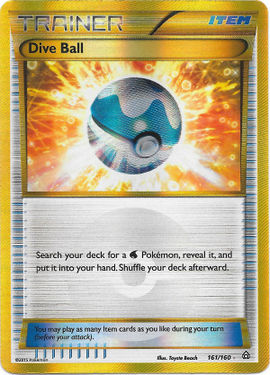 TRAINER ITEM
Dive Ball
Search your deck for a Pokémon, reveal it, and
put it into your hand. Shuffle your deck afterward.
You may play as many Item cards as you like during your turn
(before your attack).
©2015 Pokémon Illus. Toyste Beach 161/160